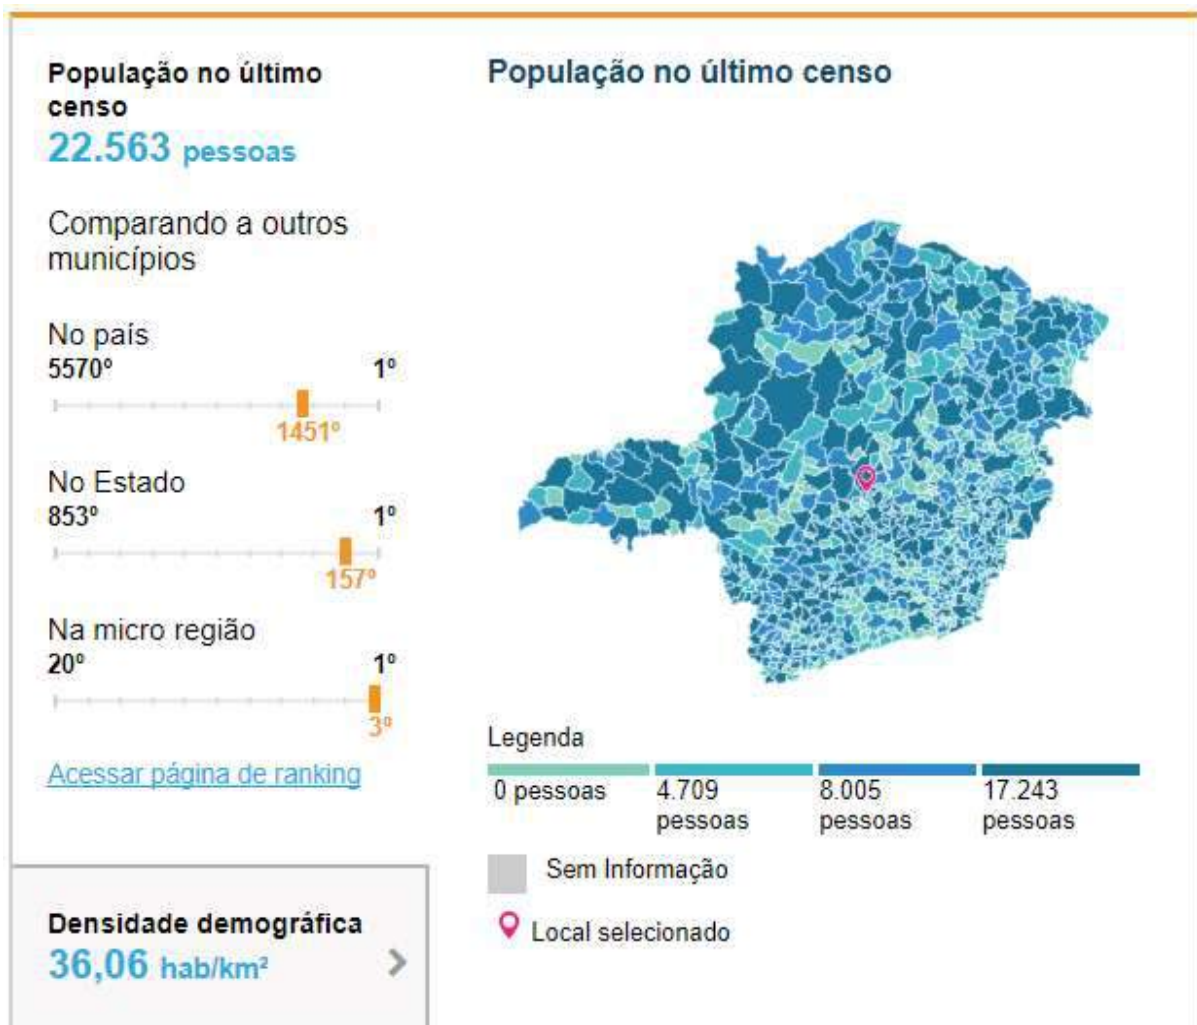 População no último
censo
22.563 pessoas
Comparando a outros
municípios
No país
5570º 1º
1451º
No Estado
853º 1º
157º
Na micro região
20º 1º
3º
Acessar página de ranking
Densidade demográfica
36,06 hab/km²
População no último censo
Legenda
0 pessoas
4.709
pessoas
8.005
pessoas
17.243
pessoas
Sem Informação
Local selecionado